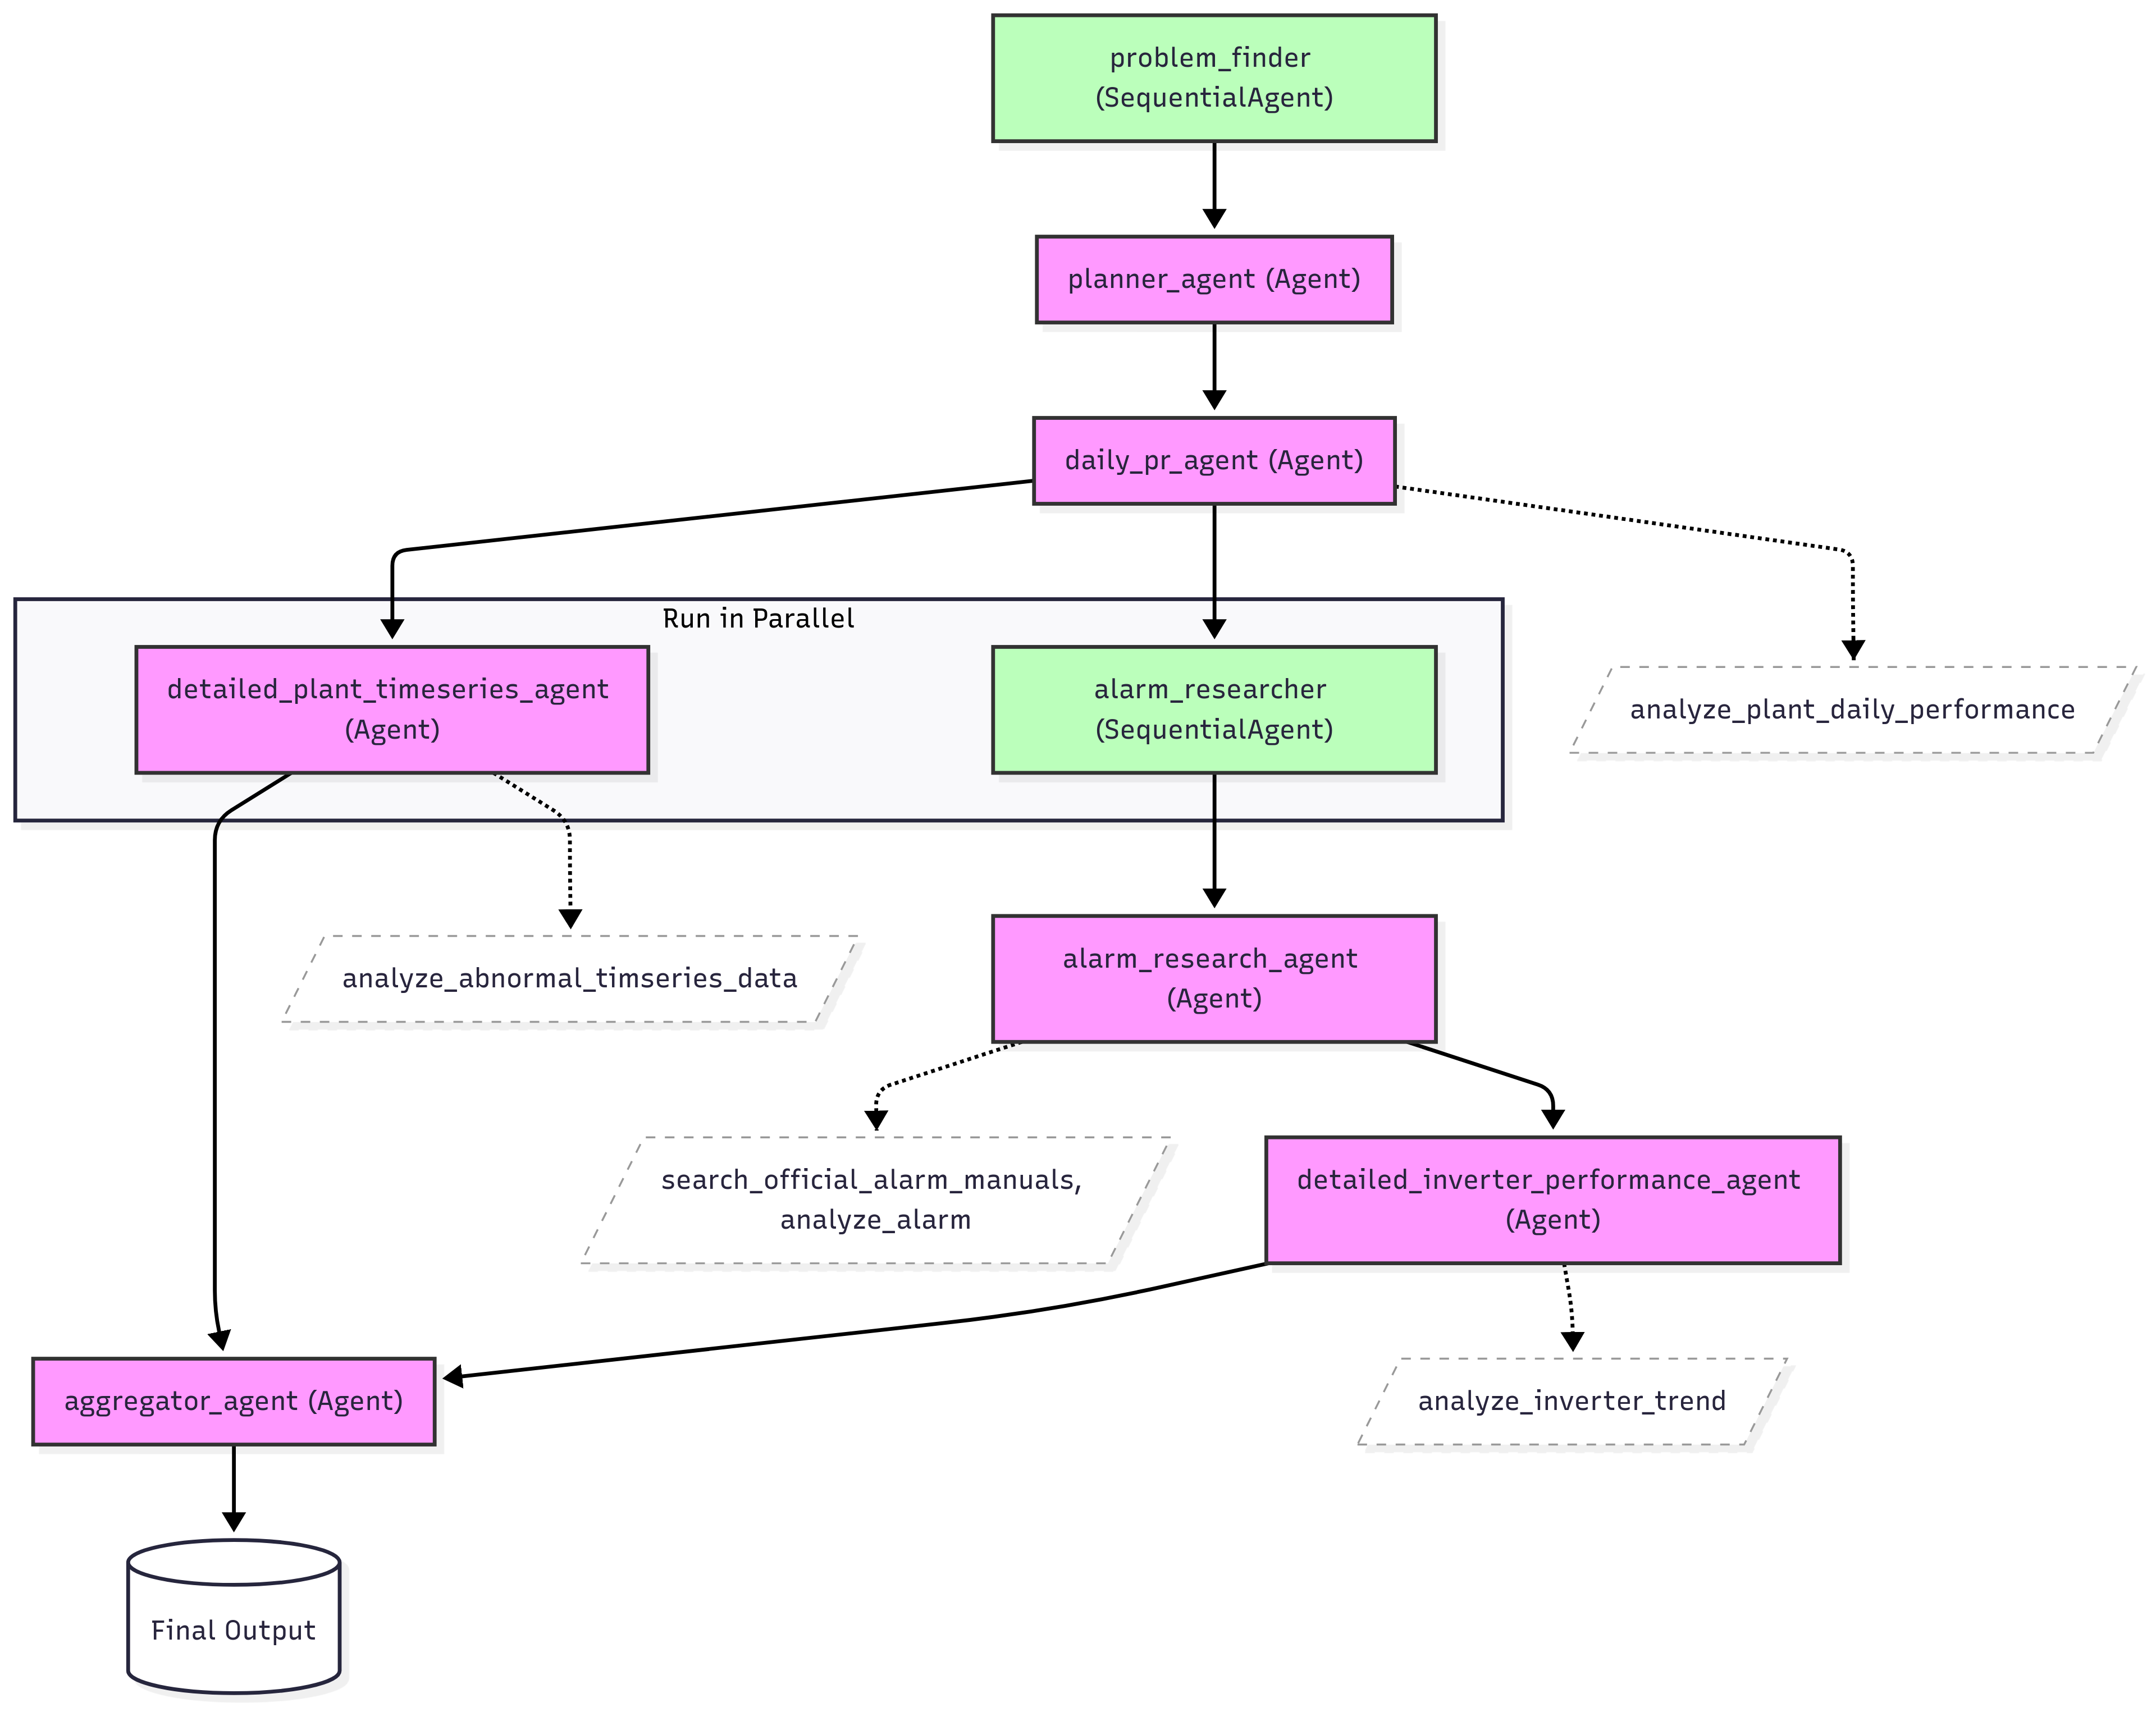 problem_finder
(SequentialAgent)
planner_agent (Agent)
daily_pr_agent (Agent)
Run in Parallel
detailed_plant_timeseries_agent
(Agent)
alarm_researcher
(SequentialAgent)
analyze_plant_daily_performance
analyze_abnormal_timseries_data
alarm_research_agent
(Agent)
search_official_alarm_manuals,
analyze_alarm
detailed_inverter_performance_agent
(Agent)
aggregator_agent (Agent)
analyze_inverter_trend
Final Output